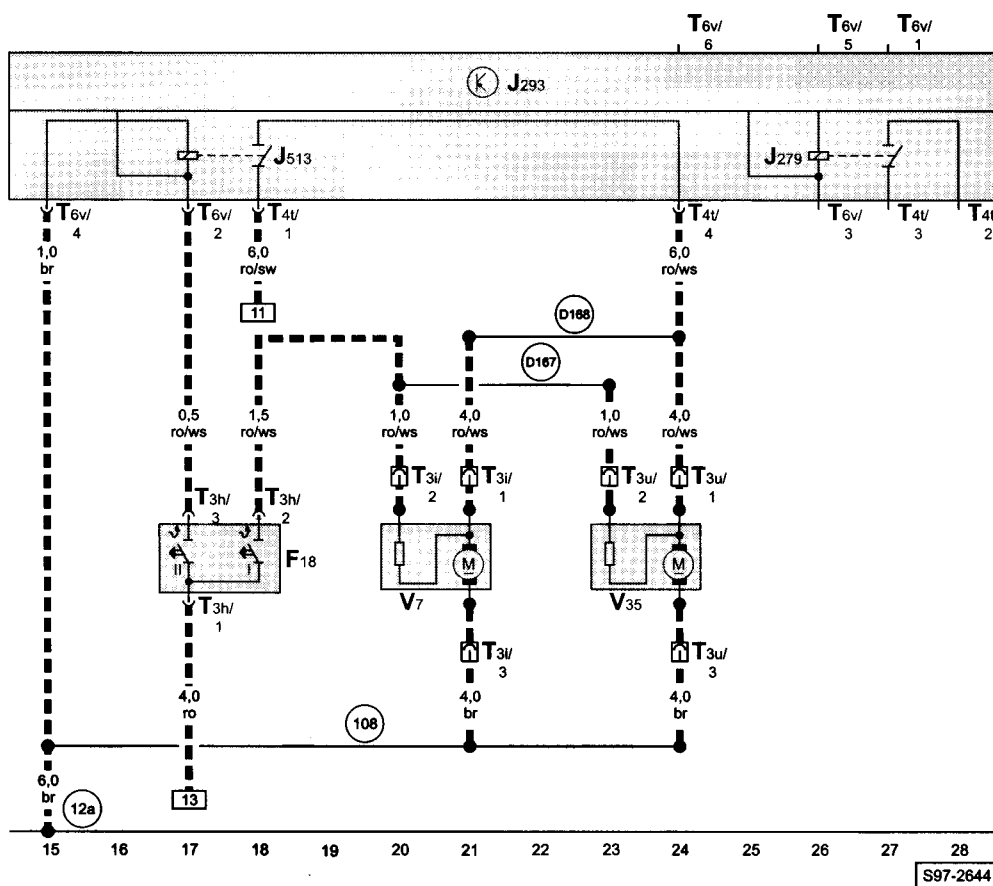 T6v/ T6v/ T6v/
6 5 1
J293
J513 J279
T6v/ T6v/ T4t/ T4t/ T6v/ T4t/ T4t/
4 2 1 4 3 3 2
1,0 6,0 6,0
br ro/sw ro/ws
11
D168
D167
0,5 1,5 1,0 4,0 1,0 4,0
ro/ws ro/ws ro/ws ro/ws ro/ws ro/ws
T3i/ T3i/ T3u/ T3u/
2 1 2 1
T3h/ T3h/
3 2
II I F18 M M
T3h/ V7 V35
1
T3i/ T3u/
3 3
4,0 4,0 4,0
ro br br
108
6,0
br
12a 13
15 16 17 18 19 20 21 22 23 24 25 26 27 28
S97-2644